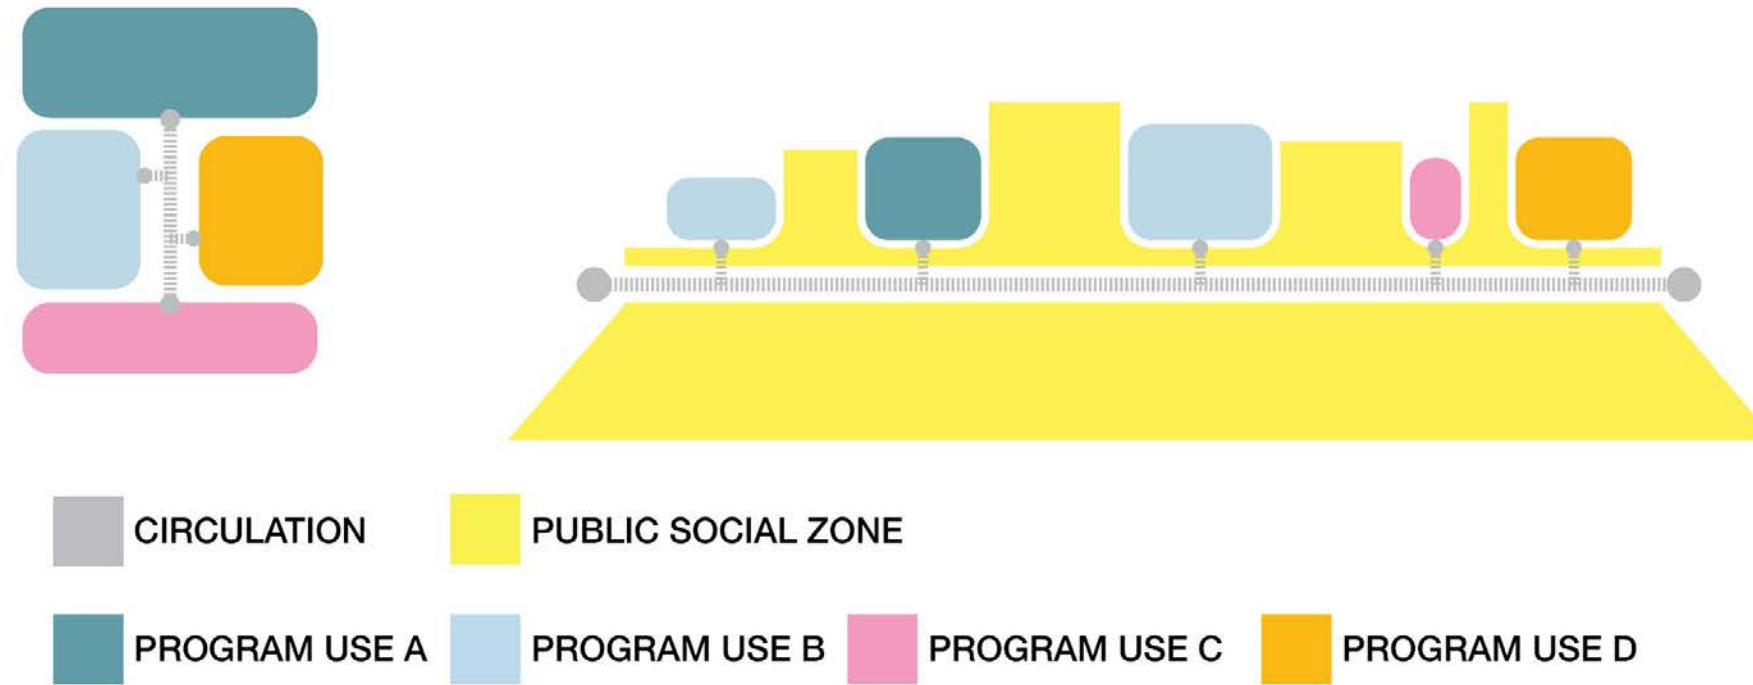 CIRCULATION
PUBLIC SOCIAL ZONE
PROGRAM USE A
PROGRAM USE B
PROGRAM USE C
PROGRAM USE D